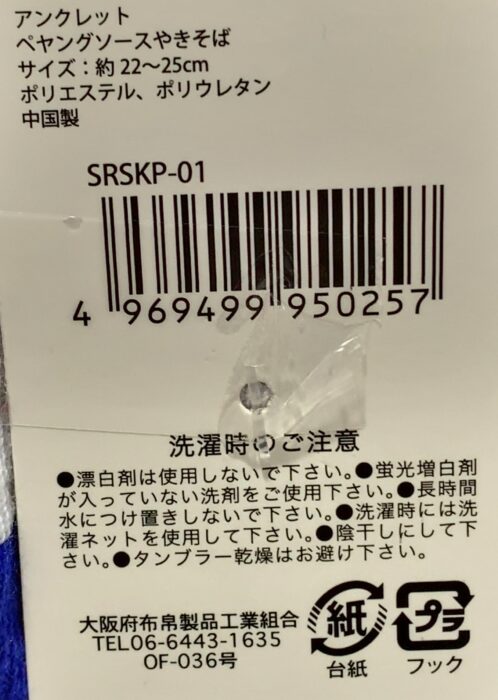 アンクレット
ペヤングソースやきそば
サイズ：約 22〜25cm
ポリエステル、ポリウレタン
中国製
SRSKP-01
4 969499 950257
洗濯時のご注意
●漂白剤は使用しないで下さい。●蛍光増白剤
が入っていない洗剤をご使用下さい。●長時間
水につけ置きしないで下さい。●洗濯時には洗
濯ネットを使用して下さい。●陰干しにして下
さい。●タンブラー乾燥はお避け下さい。
大阪府布帛製品工業組合
TEL06-6443-1635
OF-036号
紙
台紙
プラ
フック